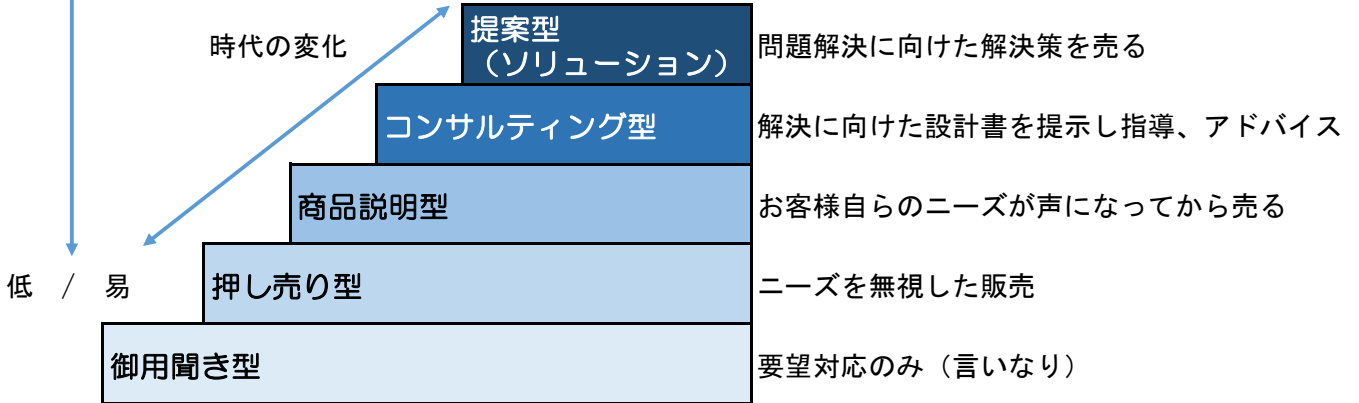 時代の変化
提案型
（ソリューション）
問題解決に向けた解決策を売る
コンサルティング型
解決に向けた設計書を提示し指導、アドバイス
商品説明型
お客様自らのニーズが声になってから売る
低 / 易
押し売り型
ニーズを無視した販売
御用聞き型
要望対応のみ（言いなり）